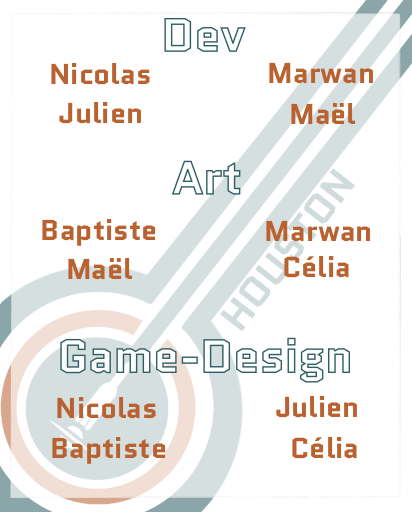 Dev
Nicolas Marwan
Julien Maël
Art
HOUSTON
Baptiste Marwan
Maël Célia
Game-Design
Nicolas Julien
Baptiste Célia